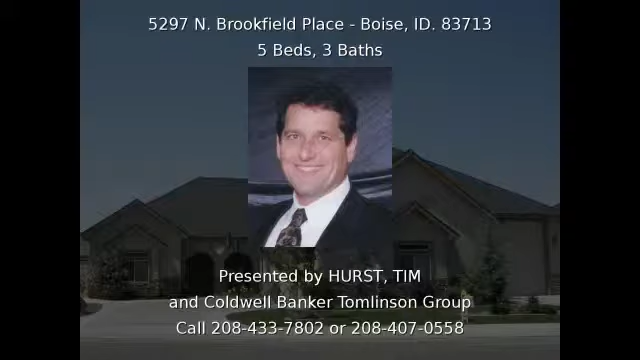 5297 N. Brookfield Place - Boise, ID. 83713
5 Beds, 3 Baths
Presented by HURST, TIM
and Coldwell Banker Tomlinson Group
Call 208-433-7802 or 208-407-0558